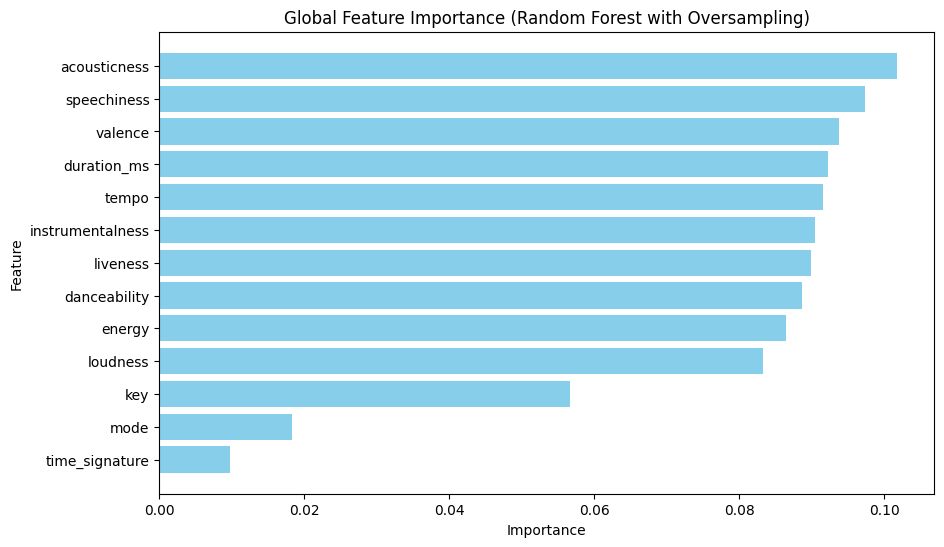 Global Feature Importance (Random Forest with Oversampling)
acousticness
speechiness
valence
duration_ms
tempo
instrumentalness
liveness
danceability
energy
loudness
key
mode
time_signature
Feature
0.00 0.02 0.04 0.06 0.08 0.10
Importance